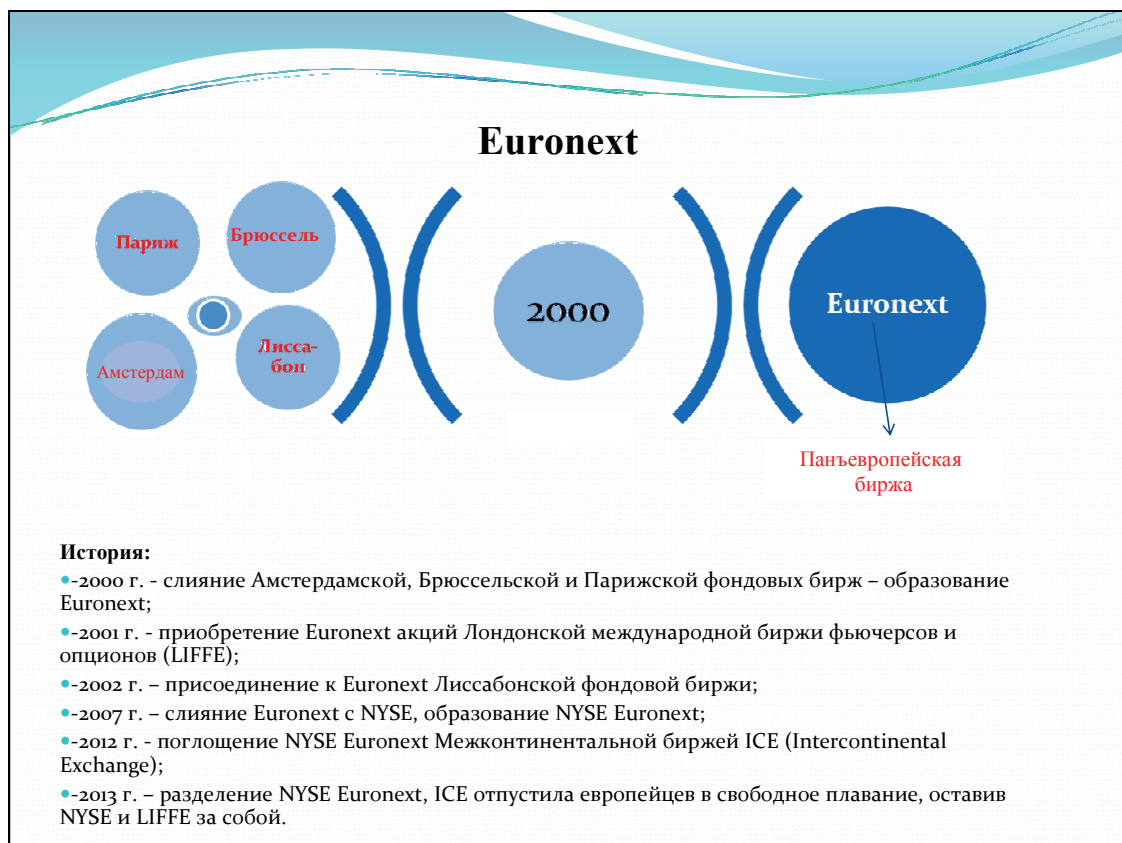 Euronext
Париж
Брюссель
Амстердам
Лисса-
бон
2000
Euronext
Панъевропейская
биржа
История:
•-2000 г. - слияние Амстердамской, Брюссельской и Парижской фондовых бирж – образование
Euronext;
•-2001 г. - приобретение Euronext акций Лондонской международной биржи фьючерсов и
опционов (LIFFE);
•-2002 г. – присоединение к Euronext Лиссабонской фондовой биржи;
•-2007 г. – слияние Euronext с NYSE, образование NYSE Euronext;
•-2012 г. - поглощение NYSE Euronext Межконтинентальной биржей ICE (Intercontinental
Exchange);
•-2013 г. – разделение NYSE Euronext, ICE отпустила европейцев в свободное плавание, оставив
NYSE и LIFFE за собой.